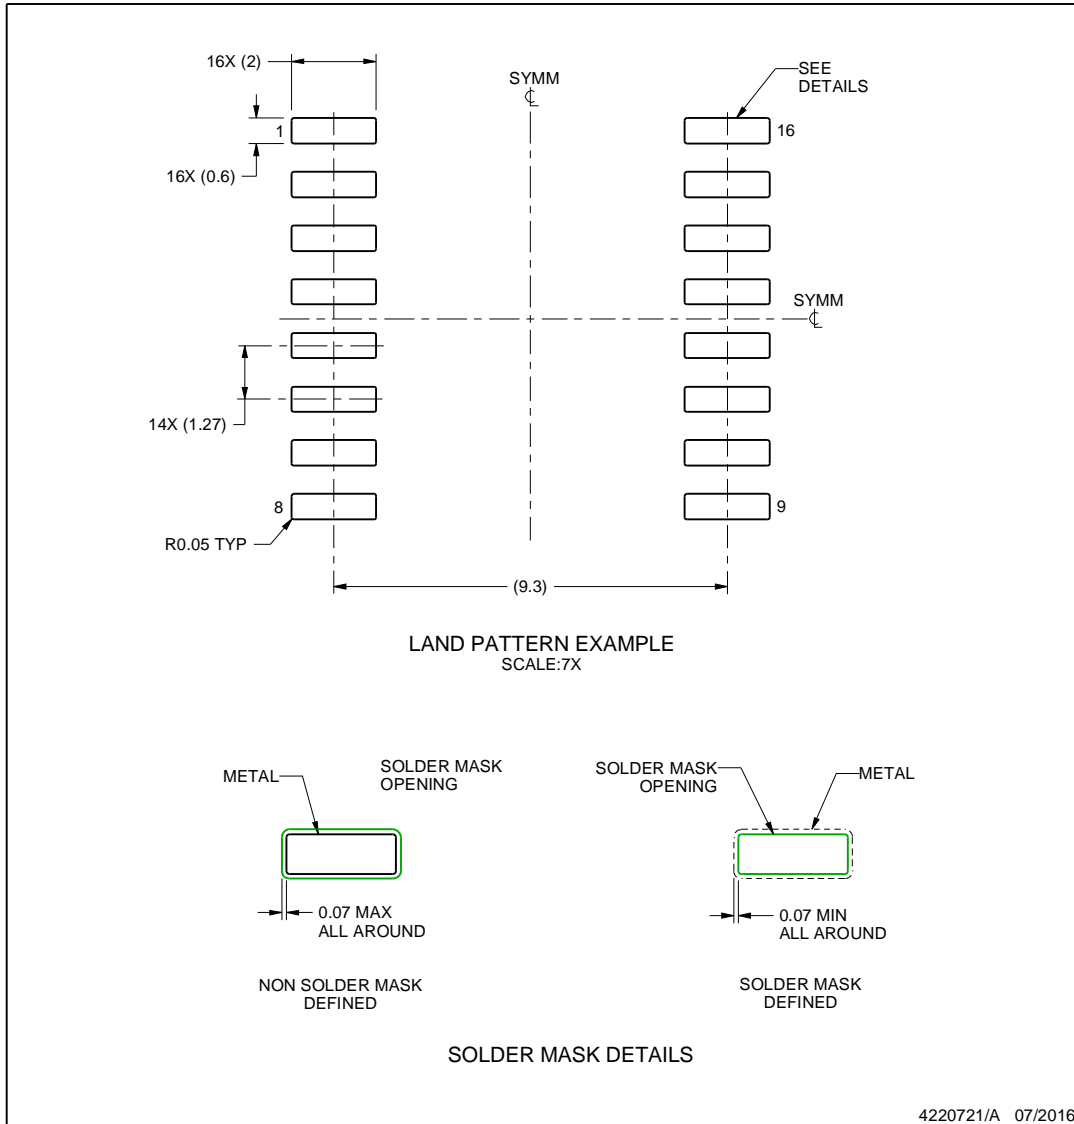 16X (2)
SYMM
℄
SEE
DETAILS
1
16
16X (0.6)
SYMM
℄
14X (1.27)
8
9
R0.05 TYP
(9.3)
LAND PATTERN EXAMPLE
SCALE:7X
METAL
SOLDER MASK
OPENING
SOLDER MASK
OPENING
METAL
0.07 MAX
ALL AROUND
0.07 MIN
ALL AROUND
NON SOLDER MASK
DEFINED
SOLDER MASK
DEFINED
SOLDER MASK DETAILS
4220721/A 07/2016